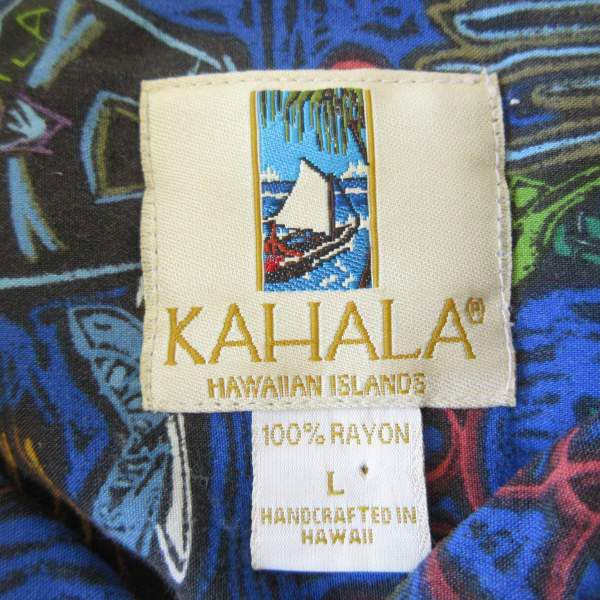 KAHALA®
HAWAIIAN ISLANDS
100% RAYON
L
HANDCRAFTED IN
HAWAII